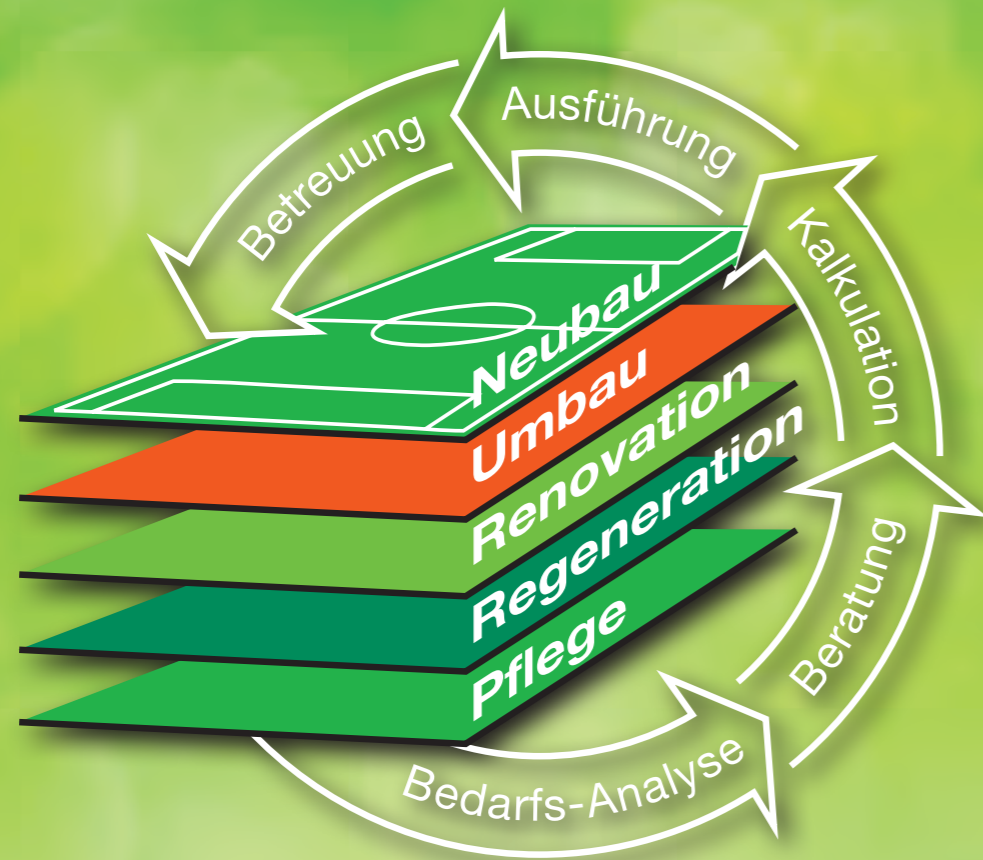 Ausführung
Betreuung
Kalkulation
Neubau
Umbau
Renovation
Regeneration
Pflege
Beratung
Bedarfs-Analyse